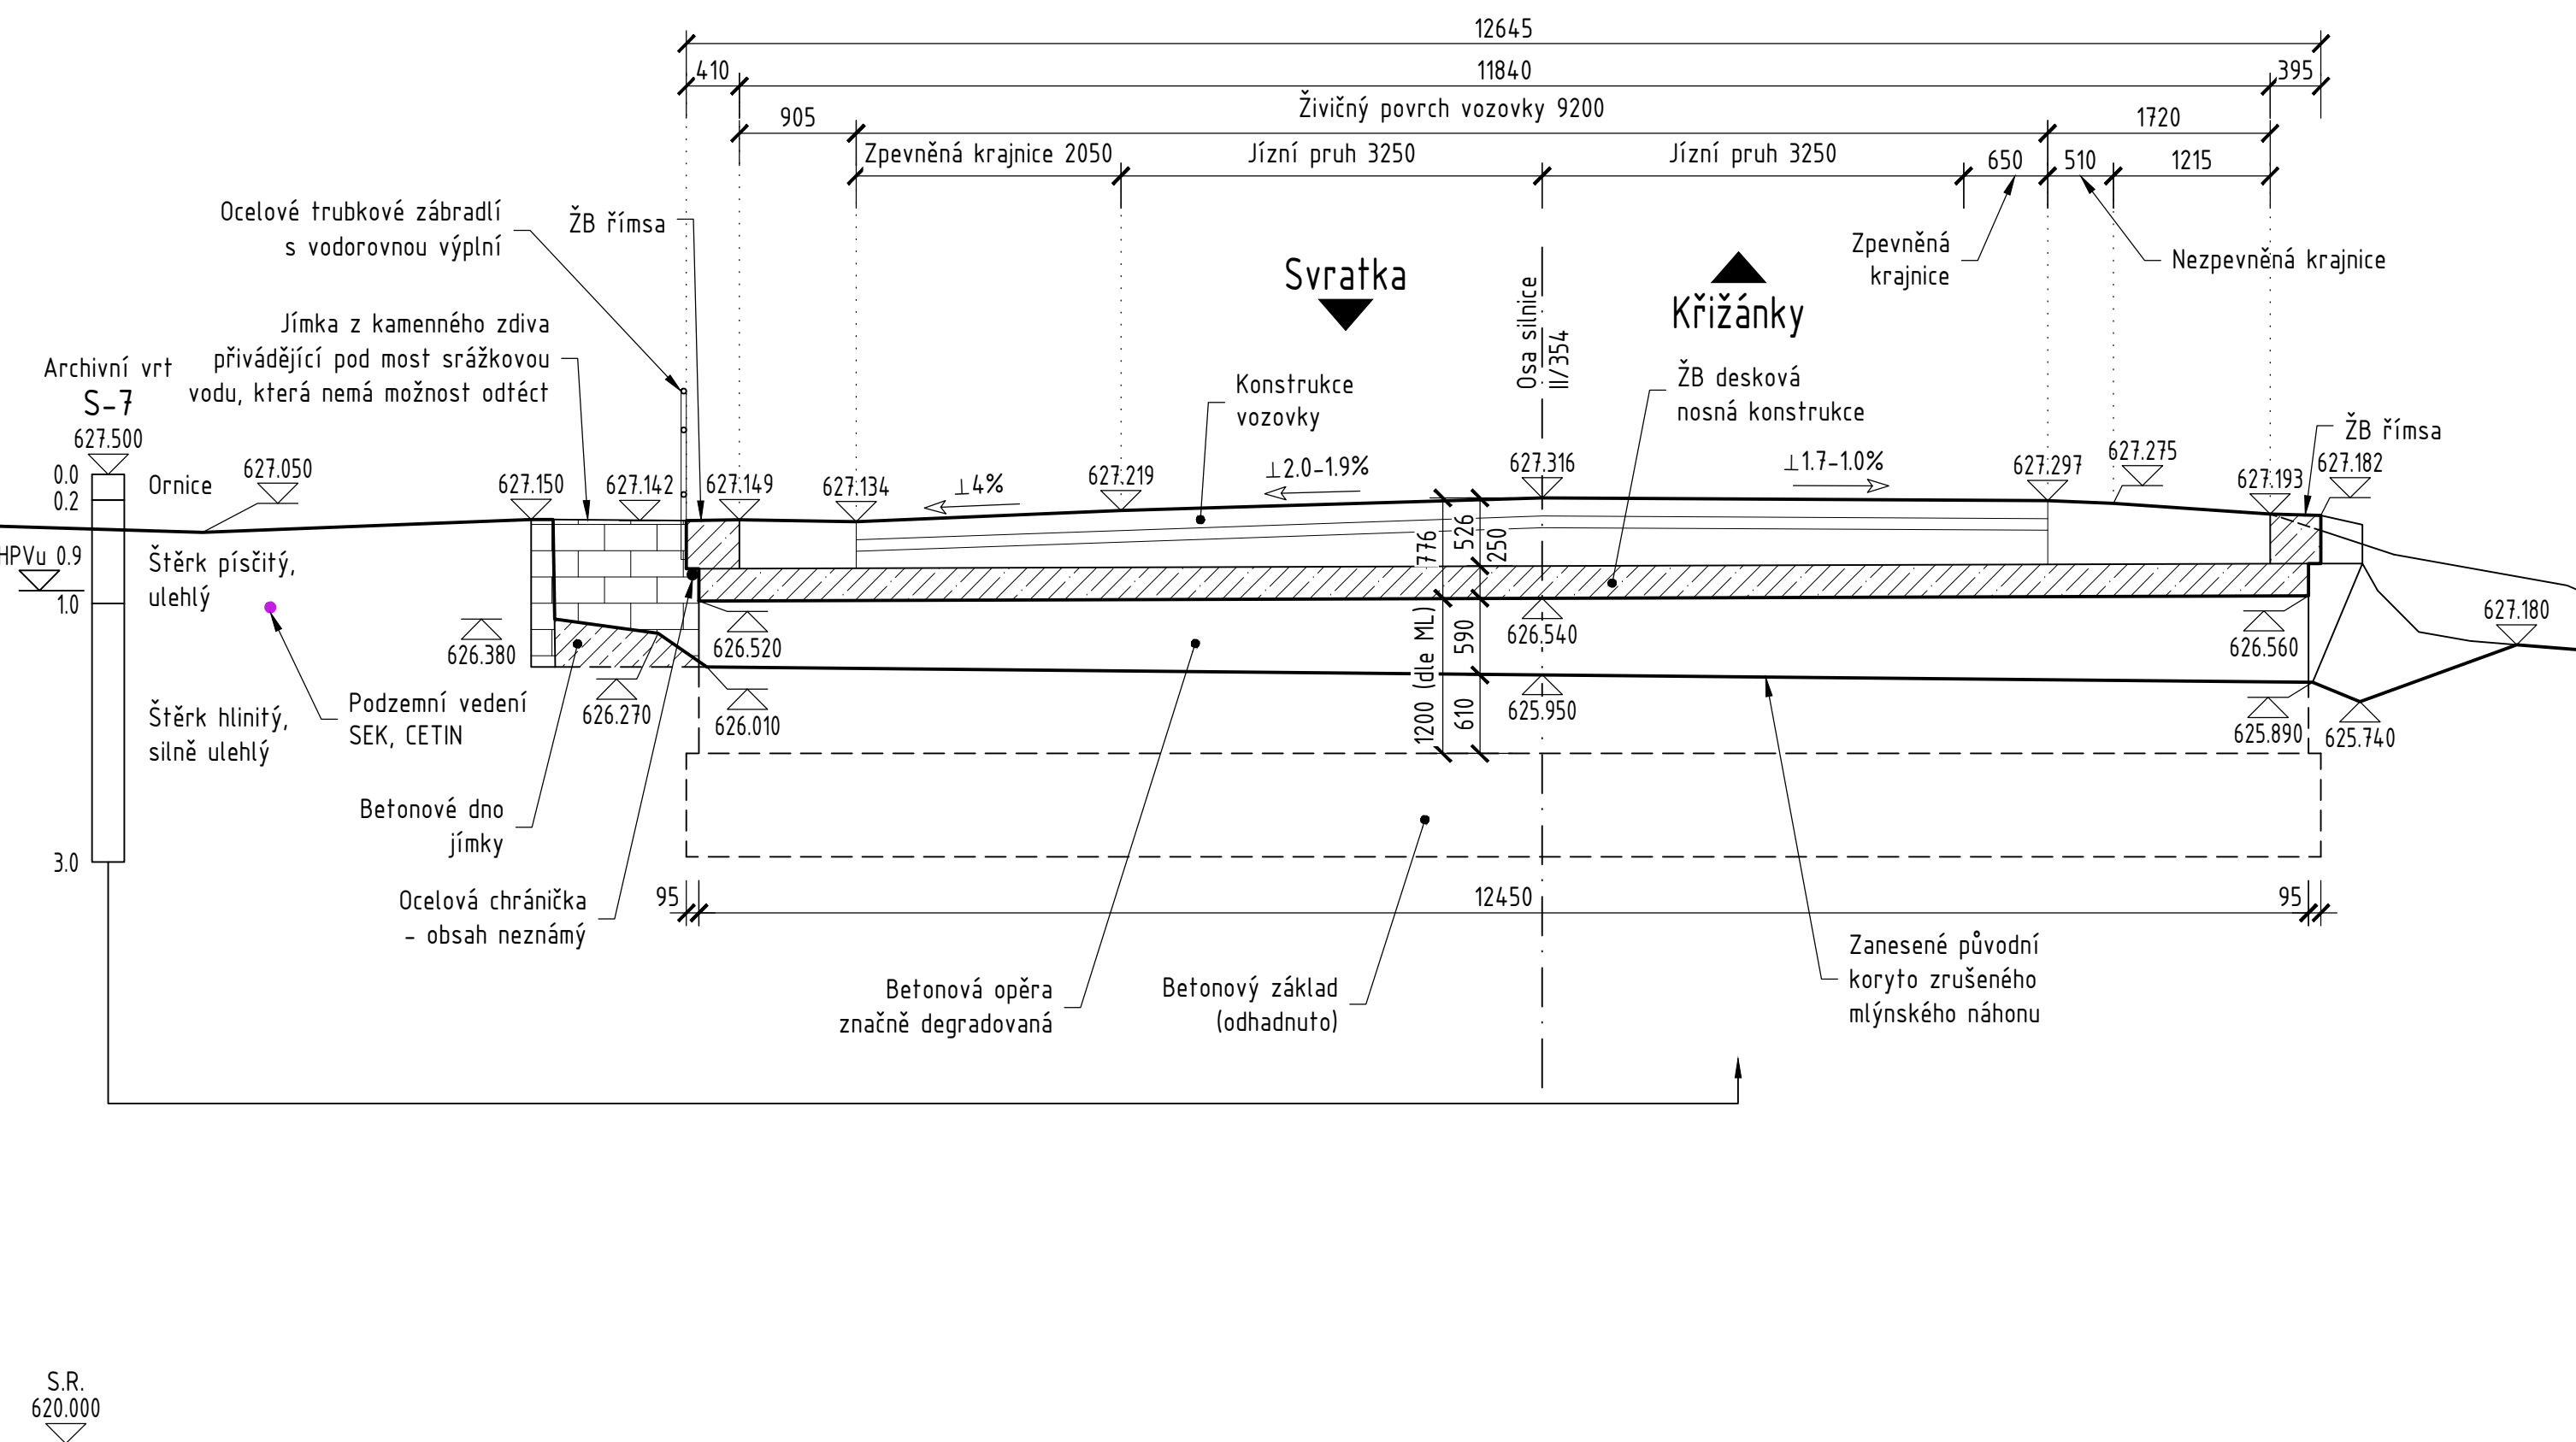 12645
410
11840
395
Živičný povrch vozovky 9200
905
1720
Zpevněná krajnice 2050
Jízní pruh 3250
Jízní pruh 3250
650
510
1215
Ocelové trubkové zábradlí
s vodorovnou výplní
ŽB římsa
Zpevněná
krajnice
Nezpevněná krajnice
Svratka
Křižánky
Osa silnice
II/354
Jímka z kamenného zdiva
přivádějící pod most srážkovou
vodu, která nemá možnost odtéct
Archivní vrt
S-7
627.500
Konstrukce
vozovky
ŽB desková
nosná konstrukce
ŽB římsa
0.0
0.2
Ornice
627.050
627.150
627.142
627.149
627.134
⊥4%
627.219
⊥2.0-1.9%
627.316
⊥1.7-1.0%
627.297
627.275
627.193
627.182
HPVu 0.9
1.0
Štěrk písčitý,
ulehlý
776
526
250
626.380
626.520
1200 (dle ML)
590
626.540
626.560
627.180
Štěrk hlinitý,
silně ulehlý
Podzemní vedení
SEK, CETIN
626.270
626.010
610
625.950
625.890
625.740
Betonové dno
jímky
3.0
95
12450
95
Ocelová chránička
- obsah neznámý
Betonová opěra
značně degradovaná
Betonový základ
(odhadnuto)
Zanesené původní
koryto zrušeného
mlýnského náhonu
S.R.
620.000